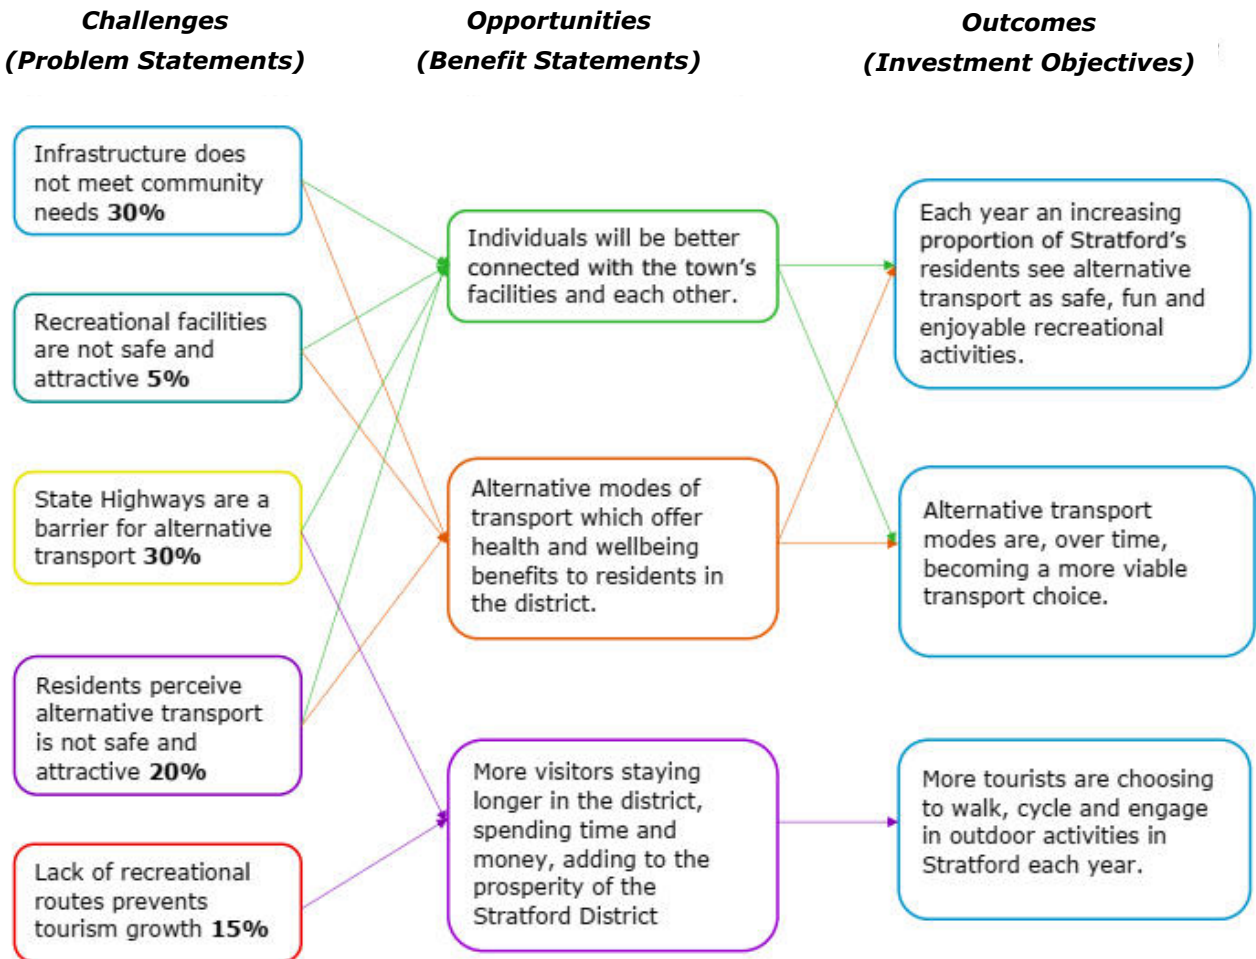 Challenges
(Problem Statements)
Opportunities
(Benefit Statements)
Outcomes
(Investment Objectives)
Infrastructure does
not meet community
needs 30%
Recreational facilities
are not safe and
attractive 5%
State Highways are a
barrier for alternative
transport 30%
Residents perceive
alternative transport
is not safe and
attractive 20%
Lack of recreational
routes prevents
tourism growth 15%
Individuals will be better
connected with the town's
facilities and each other.
Alternative modes of
transport which offer
health and wellbeing
benefits to residents in
the district.
More visitors staying
longer in the district,
spending time and
money, adding to the
prosperity of the
Stratford District
Each year an increasing
proportion of Stratford's
residents see alternative
transport as safe, fun and
enjoyable recreational
activities.
Alternative transport
modes are, over time,
becoming a more viable
transport choice.
More tourists are choosing
to walk, cycle and engage
in outdoor activities in
Stratford each year.